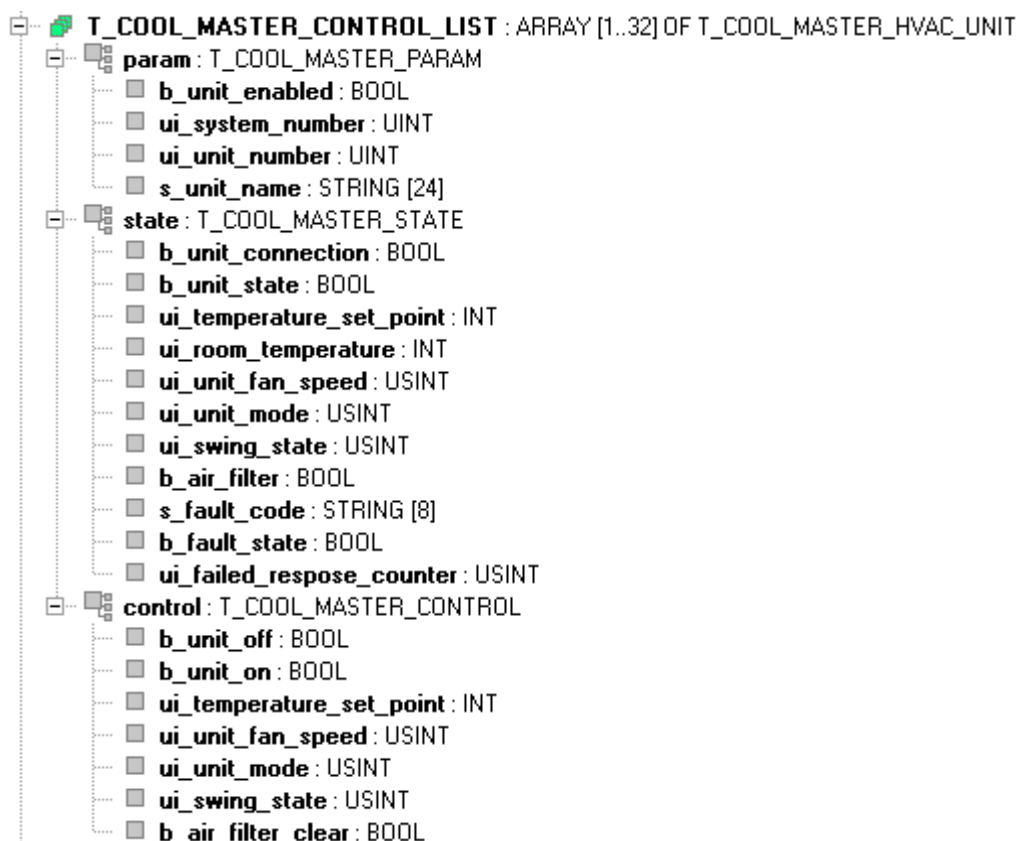 T_COOL_MASTER_CONTROL_LIST : ARRAY [1..32] OF T_COOL_MASTER_HVAC_UNIT
param : T_COOL_MASTER_PARAM
b_unit_enabled : BOOL
ui_system_number : UINT
ui_unit_number : UINT
s_unit_name : STRING [24]
state : T_COOL_MASTER_STATE
b_unit_connection : BOOL
b_unit_state : BOOL
ui_temperature_set_point : INT
ui_room_temperature : INT
ui_unit_fan_speed : USINT
ui_unit_mode : USINT
ui_swing_state : USINT
b_air_filter : BOOL
s_fault_code : STRING [8]
b_fault_state : BOOL
ui_failed_respose_counter : USINT
control : T_COOL_MASTER_CONTROL
b_unit_off : BOOL
b_unit_on : BOOL
ui_temperature_set_point : INT
ui_unit_fan_speed : USINT
ui_unit_mode : USINT
ui_swing_state : USINT
b_air_filter_clear : BOOL